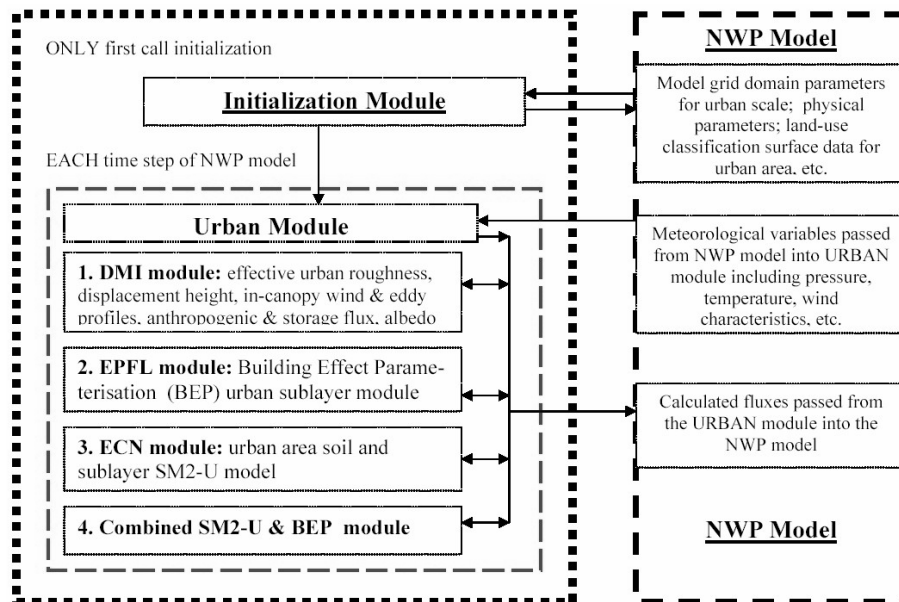 ONLY first call initialization
Initialization Module
EACH time step of NWP model
Urban Module
1. DMI module: effective urban roughness,
displacement height, in-canopy wind & eddy
profiles, anthropogenic & storage flux, albedo
2. EPFL module: Building Effect Parame-
terisation (BEP) urban sublayer module
3. ECN module: urban area soil and
sublayer SM2-U model
4. Combined SM2-U & BEP module
NWP Model
Model grid domain parameters
for urban scale; physical
parameters; land-use
classification surface data for
urban area, etc.
Meteorological variables passed
from NWP model into URBAN
module including pressure,
temperature, wind
characteristics, etc.
Calculated fluxes passed from
the URBAN module into the
NWP model
NWP Model